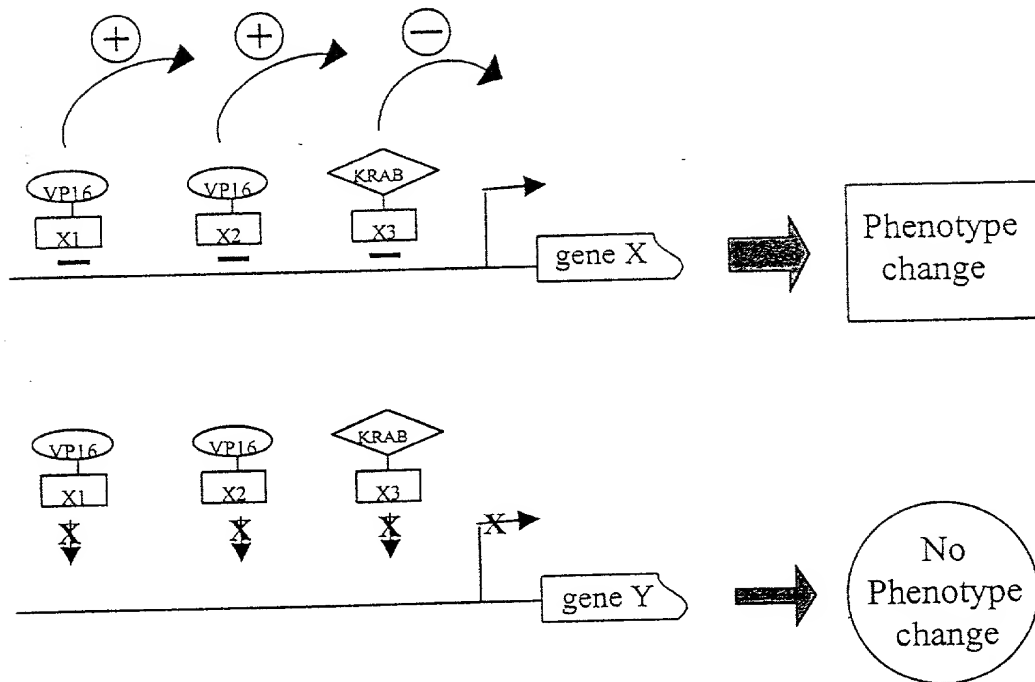 +
+
−
VP16
VP16
KRAB
X1
X2
X3
gene X
Phenotype
change
VP16
VP16
KRAB
X1
X2
X3
X
X
X
X
gene Y
No
Phenotype
change